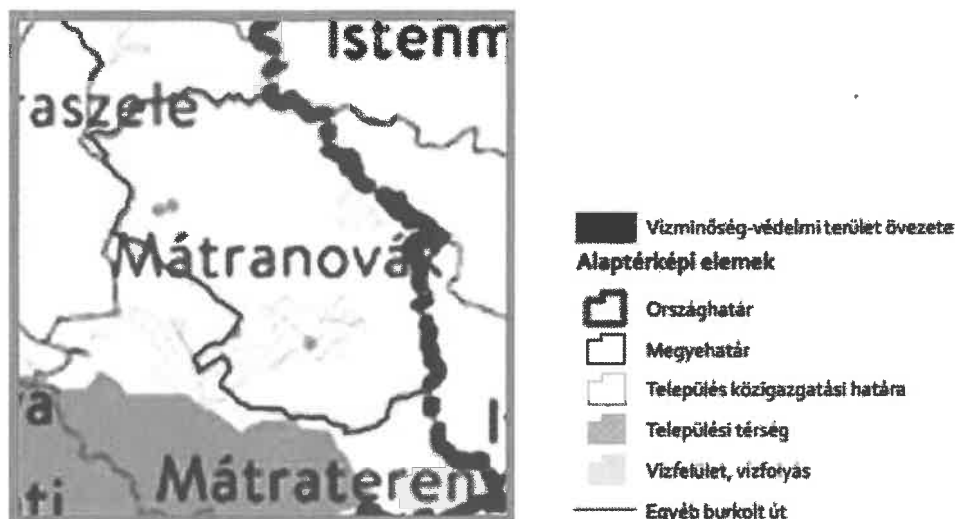 Istenm
aszele
Mátranovák
a
Mátrateren
ti
Vízminőség-védelmi terület övezete
Alaptérképi elemek
Országhatár
Megyehatár
Település közigazgatási határa
Települési térség
Vízfelület, vízfolyás
Egyéb burkolt út